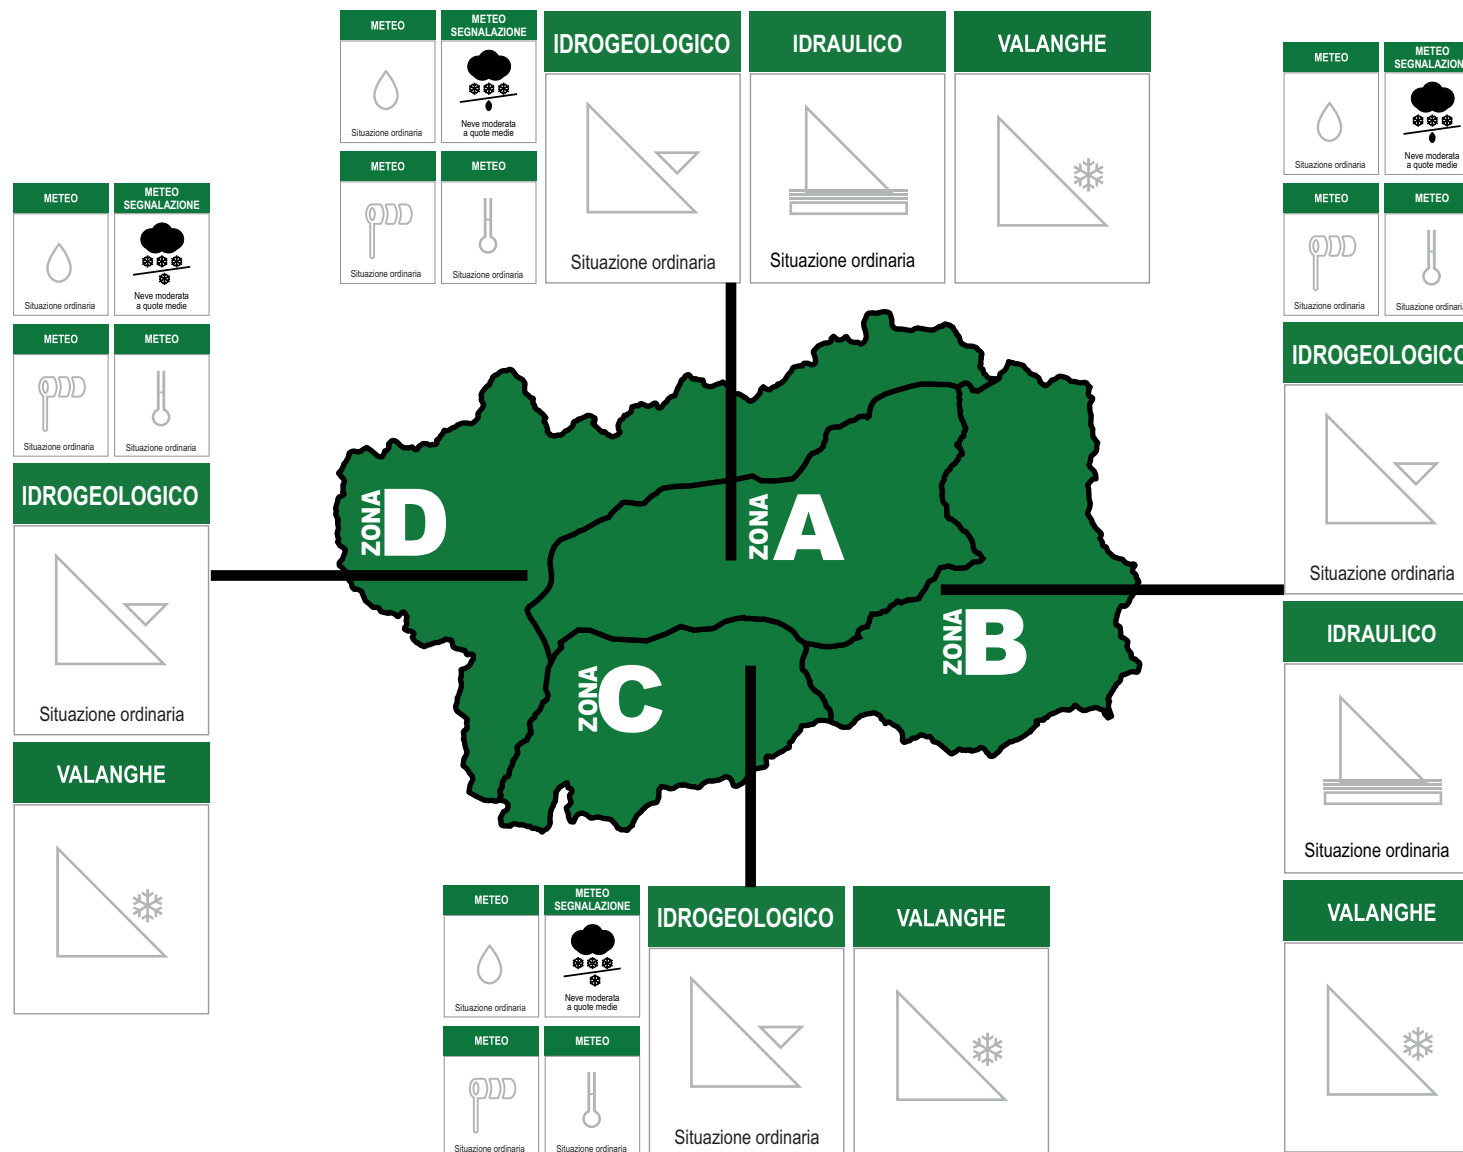 METEO
METEO
SEGNALAZIONE
Situazione ordinaria
Neve moderata
a quote medie
METEO
METEO
Situazione ordinaria
Situazione ordinaria
IDROGEOLOGICO
Situazione ordinaria
IDRAULICO
Situazione ordinaria
VALANGHE
METEO
METEO
SEGNALAZIONE
Situazione ordinaria
Neve moderata
a quote medie
METEO
METEO
Situazione ordinaria
Situazione ordinaria
IDROGEOLOGICO
Situazione ordinaria
VALANGHE
ZONA D
ZONA A
ZONA B
ZONA C
METEO
METEO
SEGNALAZION
Situazione ordinaria
Neve moderata
a quote medie
METEO
METEO
Situazione ordinaria
Situazione ordinari
IDROGEOLOGICO
Situazione ordinaria
IDRAULICO
Situazione ordinaria
VALANGHE
METEO
METEO
SEGNALAZIONE
Situazione ordinaria
Neve moderata
a quote medie
METEO
METEO
Situazione ordinaria
Situazione ordinaria
IDROGEOLOGICO
Situazione ordinaria
VALANGHE